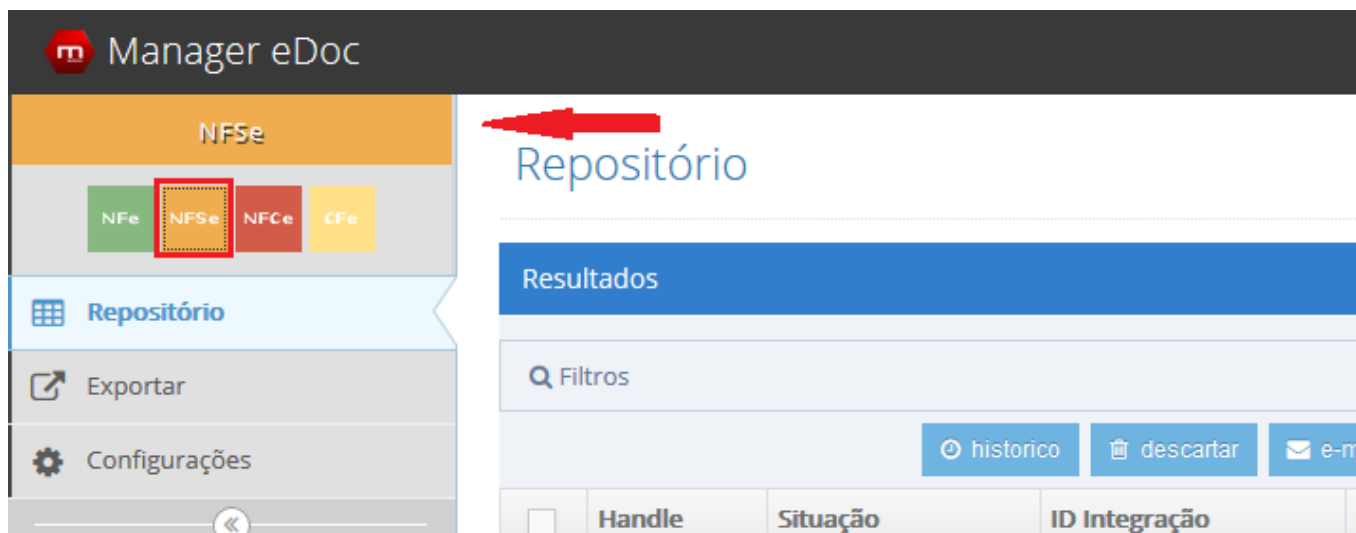 Manager eDoc
NFSe
NFe NFSe NFCe CFe
Repositório
Exportar
Configurações
Repositório
Resultados
Filtros
historico descartar e-m
Handle Situação ID Integração